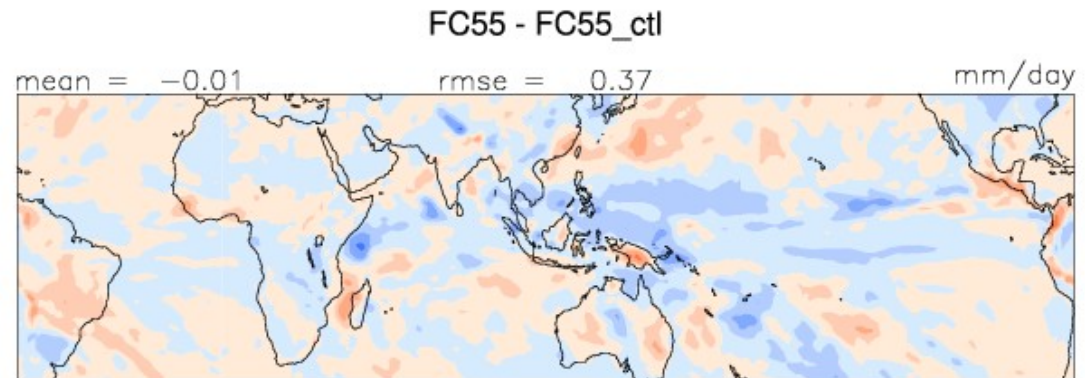 FC55 - FC55_ctl
mean = -0.01 rmse = 0.37 mm/day